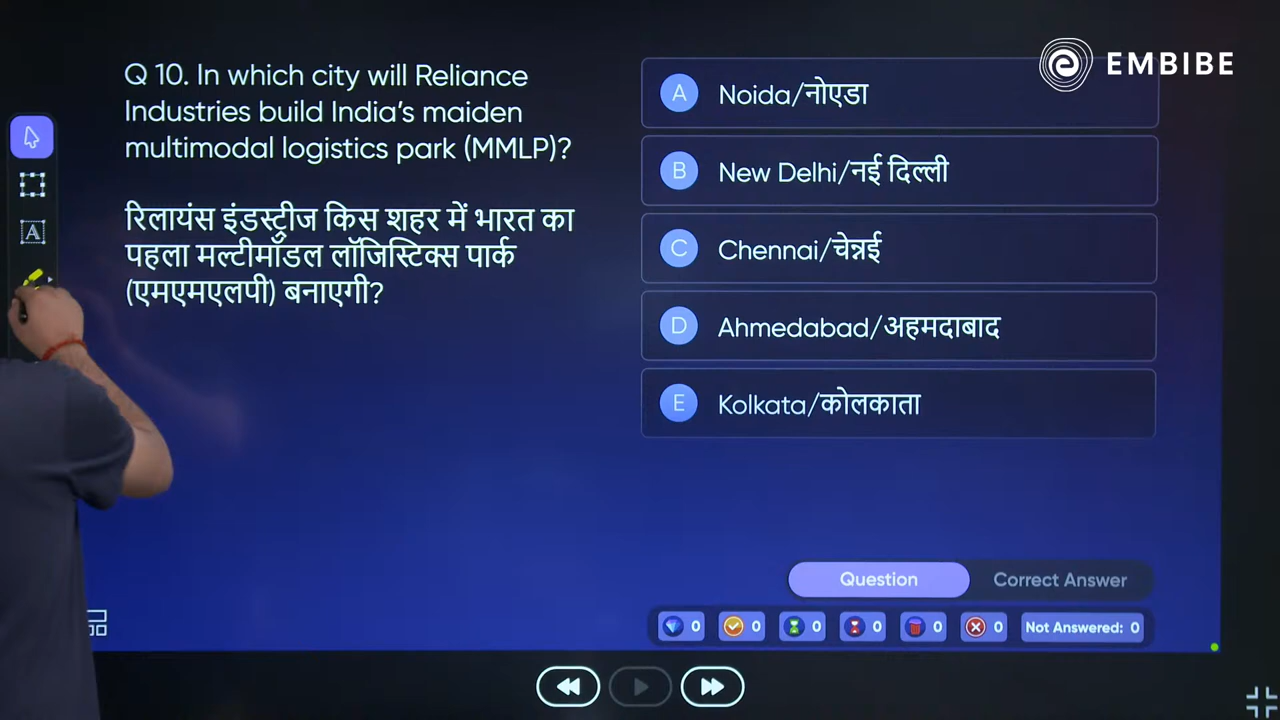 EMBIBE
Q 10. In which city will Reliance
Industries build India's maiden
multimodal logistics park (MMLP)?
रिलायंस इंडस्ट्रीज किस शहर में भारत का
पहला मल्टीमॉडल लॉजिस्टिक्स पार्क
(एमएमएलपी) बनाएगी?
A Noida/नोएडा
B New Delhi/नई दिल्ली
C Chennai/चेन्नई
D Ahmedabad/अहमदाबाद
E Kolkata/कोलकाता
A
Question Correct Answer
0 0 0 0 0 0 Not Answered: 0